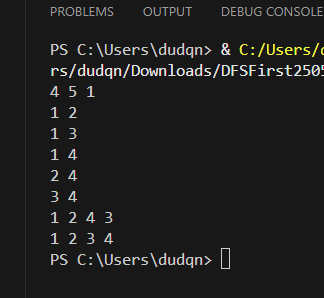 PROBLEMS OUTPUT DEBUG CONSOLE
PS C:\Users\dudqn> & C:/Users/
rs/dudqn/Downloads/DFSFirst2505
4 5 1
1 2
1 3
1 4
2 4
3 4
1 2 4 3
1 2 3 4
PS C:\Users\dudqn>